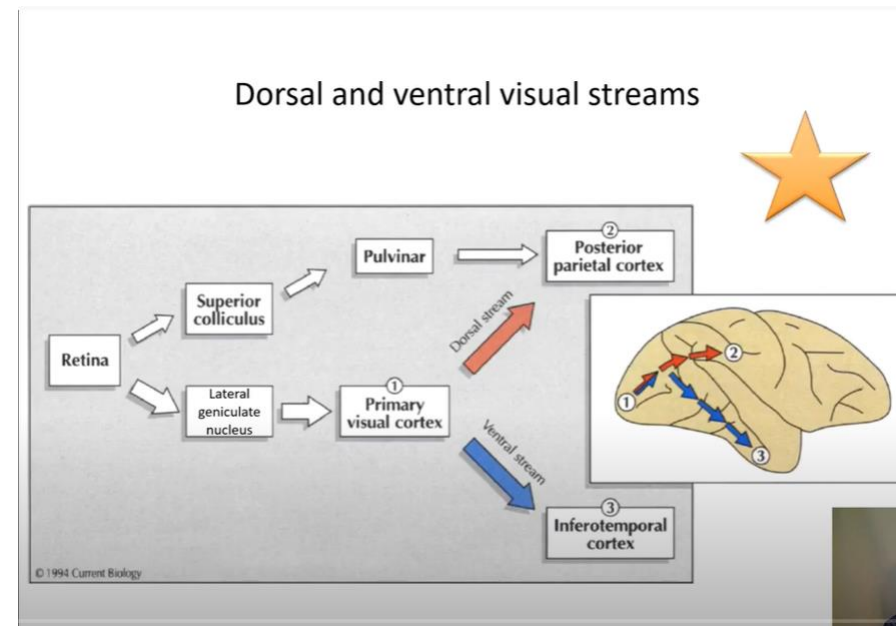 Dorsal and ventral visual streams
Retina
Superior
colliculus
Pulvinar
②
Posterior
parietal cortex
Lateral
geniculate
nucleus
①
Primary
visual cortex
Dorsal stream
Ventral stream
③
Inferotemporal
cortex
①
②
③
© 1994 Current Biology